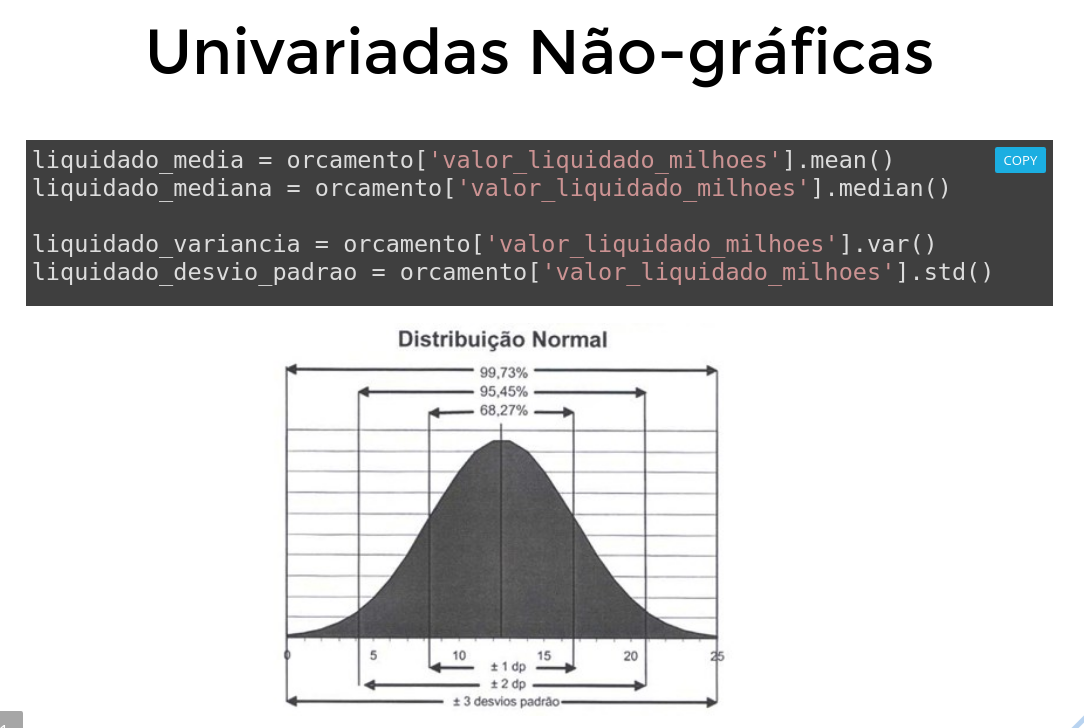 Univariadas Não-gráficas
liquidado_media = orcamento['valor_liquidado_milhoes'].mean()
COPY
liquidado_mediana = orcamento['valor_liquidado_milhoes'].median()
liquidado_variancia = orcamento['valor_liquidado_milhoes'].var()
liquidado_desvio_padrao = orcamento['valor_liquidado_milhoes'].std()
Distribuição Normal
99,73%
95,45%
68,27%
0 5 10 15 20 25
± 1 dp
± 2 dp
± 3 desvios padrão